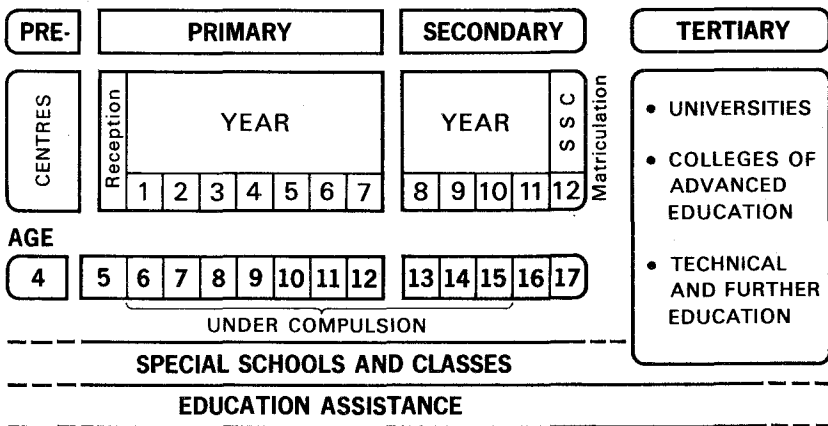 PRE-
PRIMARY
SECONDARY
TERTIARY
CENTRES
Reception
YEAR
1 2 3 4 5 6 7
YEAR
8 9 10 11 12
SSC
Matriculation
• UNIVERSITIES
• COLLEGES OF
ADVANCED
EDUCATION
• TECHNICAL
AND FURTHER
EDUCATION
AGE
4 5 6 7 8 9 10 11 12 13 14 15 16 17
UNDER COMPULSION
SPECIAL SCHOOLS AND CLASSES
EDUCATION ASSISTANCE